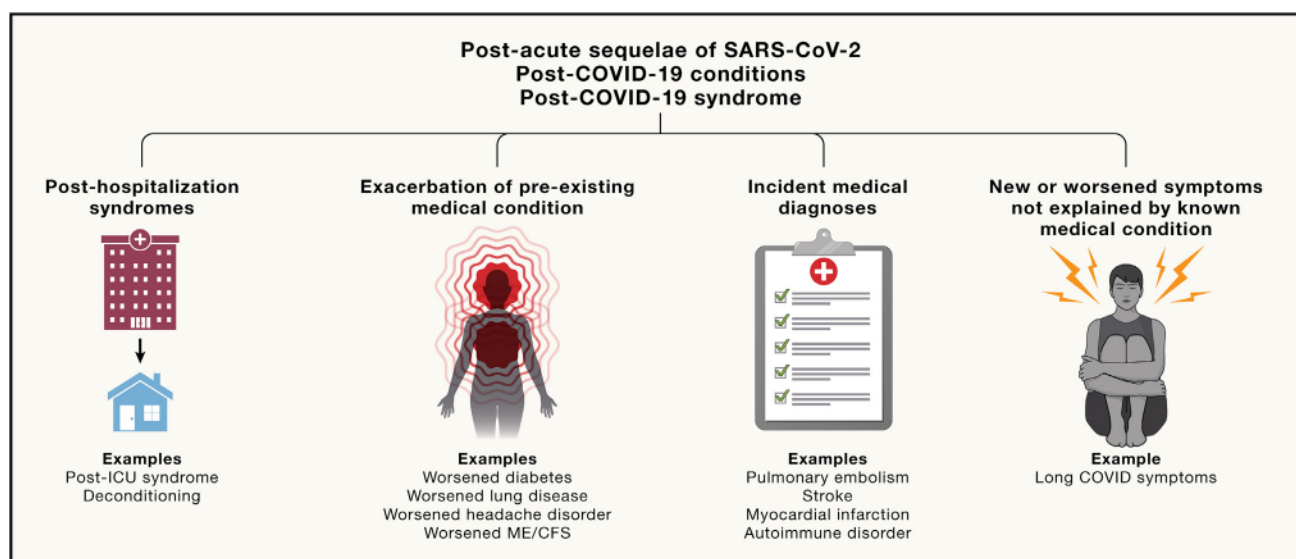 Post-acute sequelae of SARS-CoV-2
Post-COVID-19 conditions
Post-COVID-19 syndrome
Post-hospitalization
syndromes
Examples
Post-ICU syndrome
Deconditioning
Exacerbation of pre-existing
medical condition
Examples
Worsened diabetes
Worsened lung disease
Worsened headache disorder
Worsened ME/CFS
Incident medical
diagnoses
Examples
Pulmonary embolism
Stroke
Myocardial infarction
Autoimmune disorder
New or worsened symptoms
not explained by known
medical condition
Example
Long COVID symptoms